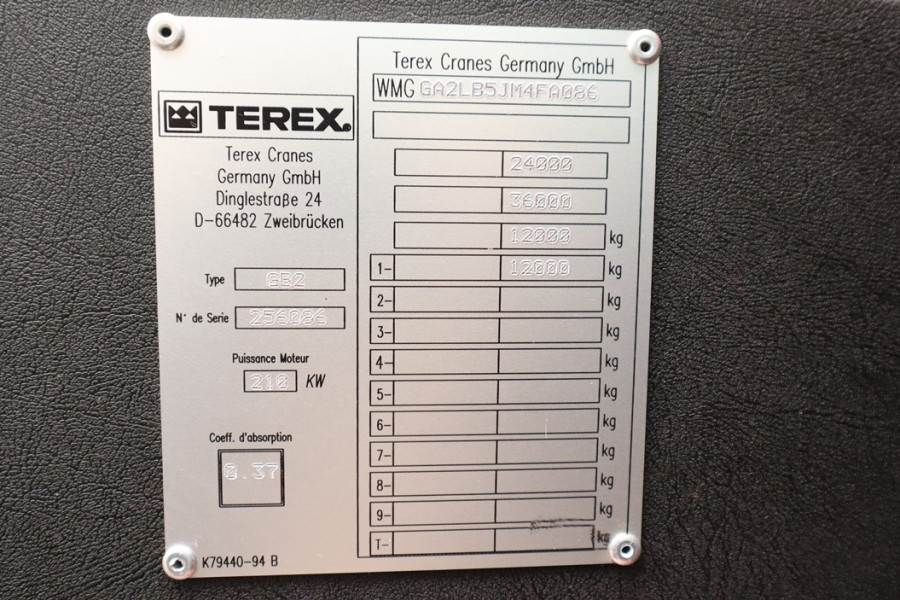 TEREX®
Terex Cranes
Germany GmbH
Dinglestraße 24
D-66482 Zweibrücken
Type GB2
N° de Serie 256086
Puissance Moteur
210 KW
Coeff. d'absorption
0.37
K79440-94 B
Terex Cranes Germany GmbH
WMG GA2LB5JM4FA086
24000
36000
12000 kg
1- 12000 kg
2- kg
3- kg
4- kg
5- kg
6- kg
7- kg
8- kg
9- kg
T- kg